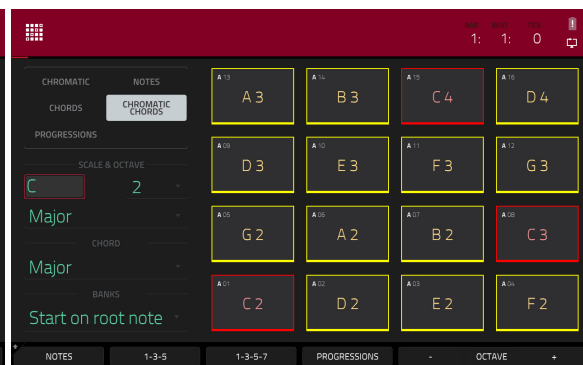 BAR BEAT TICK
1: 1: 0
CHROMATIC NOTES
CHORDS CHROMATIC
CHORDS
PROGRESSIONS
SCALE & OCTAVE
C 2
Major
CHORD
Major
BANKS
Start on root note
A 13 A 14 A 15 A 16
A 3 B 3 C 4 D 4
A 09 A 10 A 11 A 12
D 3 E 3 F 3 G 3
A 05 A 06 A 07 A 08
G 2 A 2 B 2 C 3
A 01 A 02 A 03 A 04
C 2 D 2 E 2 F 2
NOTES 1-3-5 1-3-5-7 PROGRESSIONS - OCTAVE +